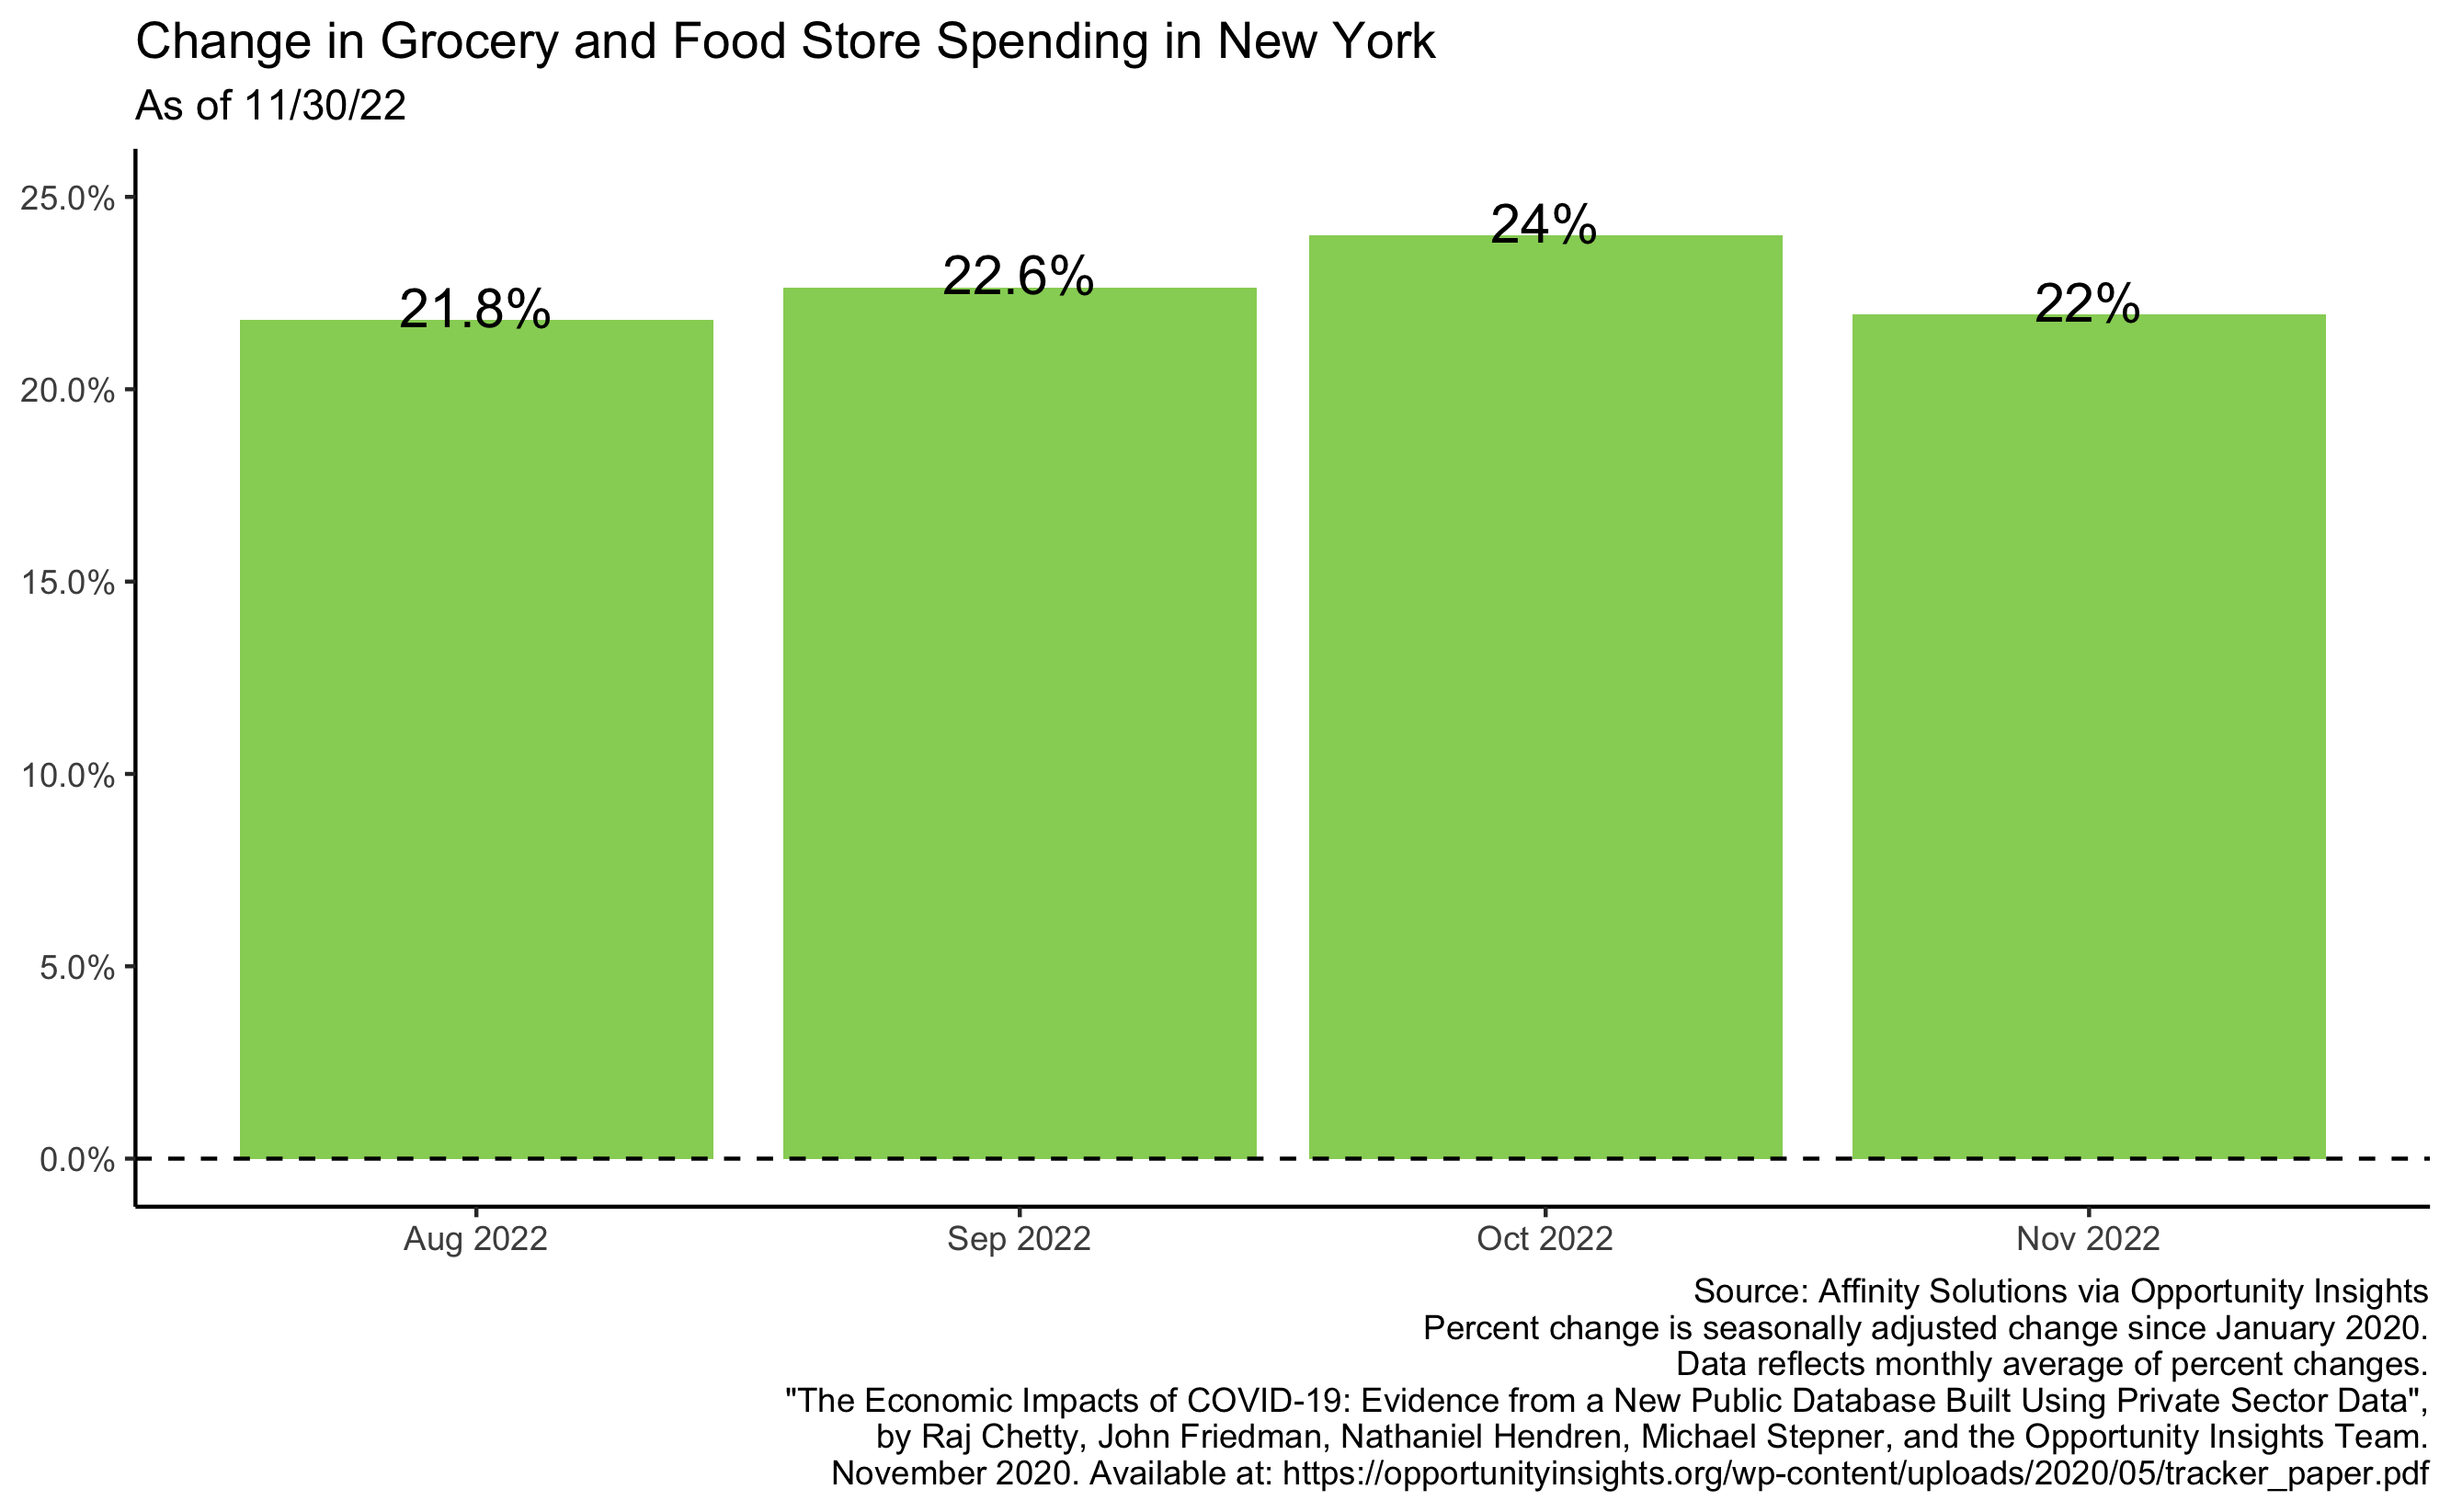 Change in Grocery and Food Store Spending in New York
As of 11/30/22
25.0%
20.0%
15.0%
10.0%
5.0%
0.0%
21.8%
22.6%
24%
22%
Aug 2022
Sep 2022
Oct 2022
Nov 2022
Source: Affinity Solutions via Opportunity Insights
Percent change is seasonally adjusted change since January 2020.
Data reflects monthly average of percent changes.
"The Economic Impacts of COVID-19: Evidence from a New Public Database Built Using Private Sector Data",
by Raj Chetty, John Friedman, Nathaniel Hendren, Michael Stepner, and the Opportunity Insights Team.
November 2020. Available at: https://opportunityinsights.org/wp-content/uploads/2020/05/tracker_paper.pdf